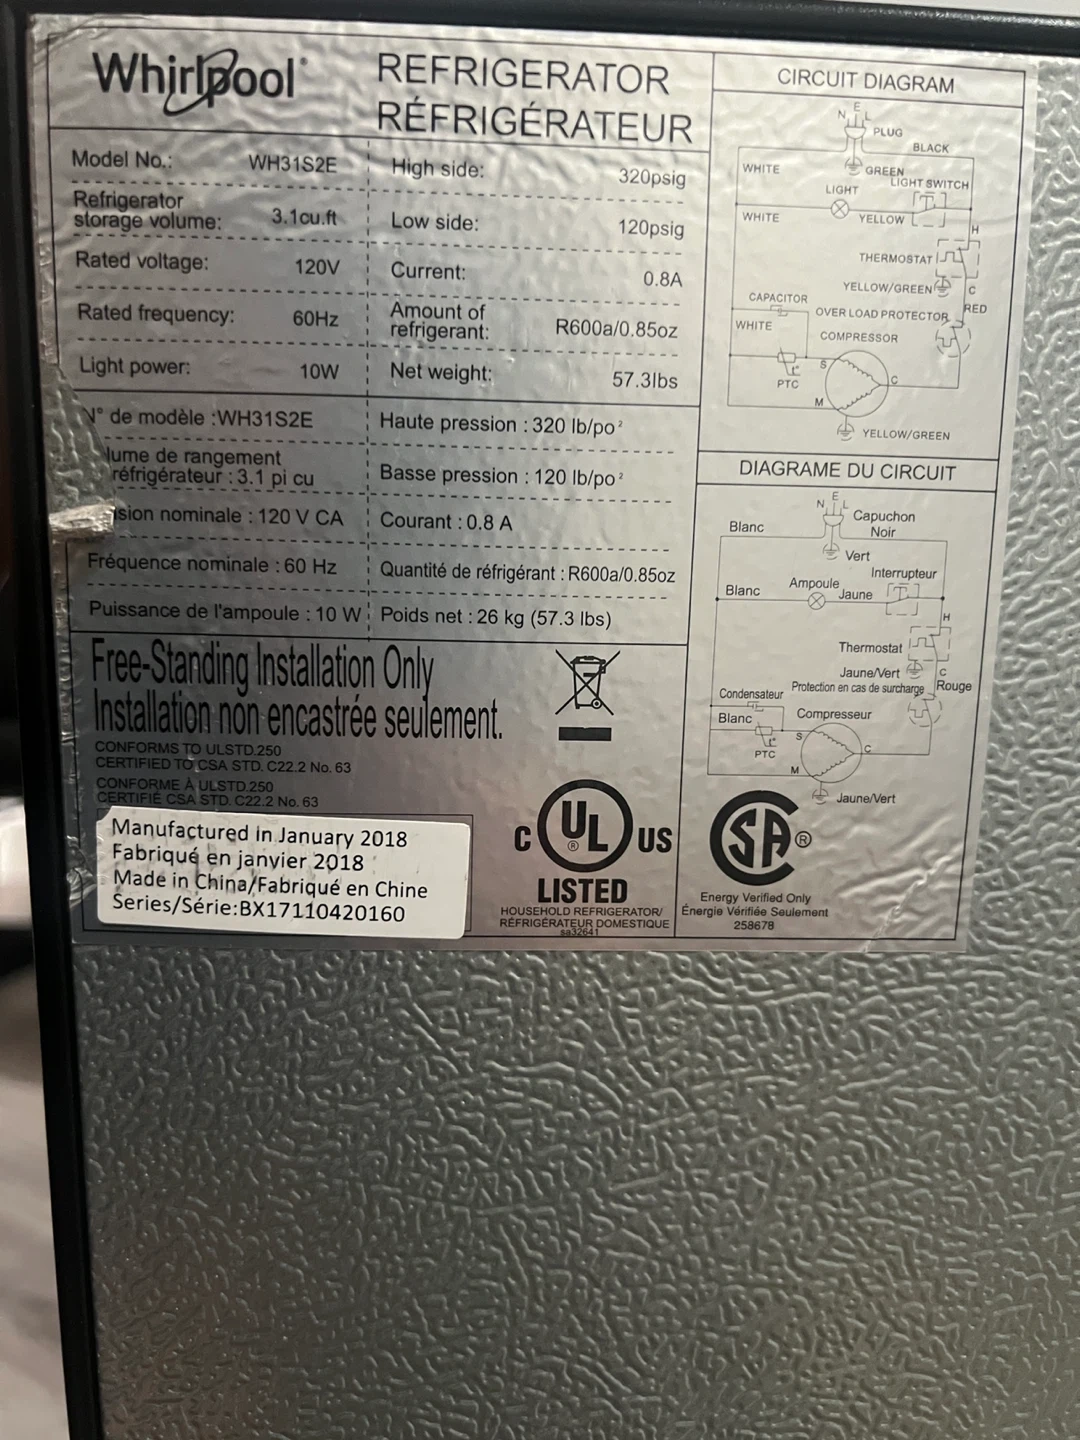 Whirlpool®
REFRIGERATOR
RÉFRIGÉRATEUR
Model No.: WH31S2E
Refrigerator
storage volume: 3.1cu.ft
Rated voltage: 120V
Rated frequency: 60Hz
Light power: 10W
High side: 320psig
Low side: 120psig
Current: 0.8A
Amount of
refrigerant: R600a/0.85oz
Net weight: 57.3lbs
N° de modèle :WH31S2E
lume de rangement
réfrigérateur : 3.1 pi cu
sion nominale : 120 V CA
Fréquence nominale : 60 Hz
Puissance de l'ampoule : 10 W
Haute pression : 320 lb/po²
Basse pression : 120 lb/po²
Courant : 0.8 A
Quantité de réfrigérant : R600a/0.85oz
Poids net : 26 kg (57.3 lbs)
Free-Standing Installation Only
Installation non encastrée seulement.
CONFORMS TO ULSTD.250
CERTIFIED TO CSA STD. C22.2 No. 63
CONFORME À ULSTD.250
CERTIFIÉ CSA STD. C22.2 No. 63
Manufactured in January 2018
Fabriqué en janvier 2018
Made in China/Fabriqué en Chine
Series/Série:BX17110420160
C UL® US
LISTED
HOUSEHOLD REFRIGERATOR/
RÉFRIGÉRATEUR DOMESTIQUE
sa32641
SA®
Energy Verified Only
Énergie Vérifiée Seulement
258678
CIRCUIT DIAGRAM
E
N L
PLUG
BLACK
WHITE
GREEN
LIGHT SWITCH
LIGHT
WHITE
YELLOW
H
THERMOSTAT
YELLOW/GREEN
C
CAPACITOR
RED
OVER LOAD PROTECTOR
WHITE
COMPRESSOR
S
PTC
C
M
YELLOW/GREEN
DIAGRAME DU CIRCUIT
E
N L
Capuchon
Blanc
Noir
Vert
Interrupteur
Ampoule
Blanc
Jaune
H
Thermostat
Jaune/Vert
C
Protection en cas de surcharge
Rouge
Condensateur
Blanc
Compresseur
S
PTC
C
M
Jaune/Vert